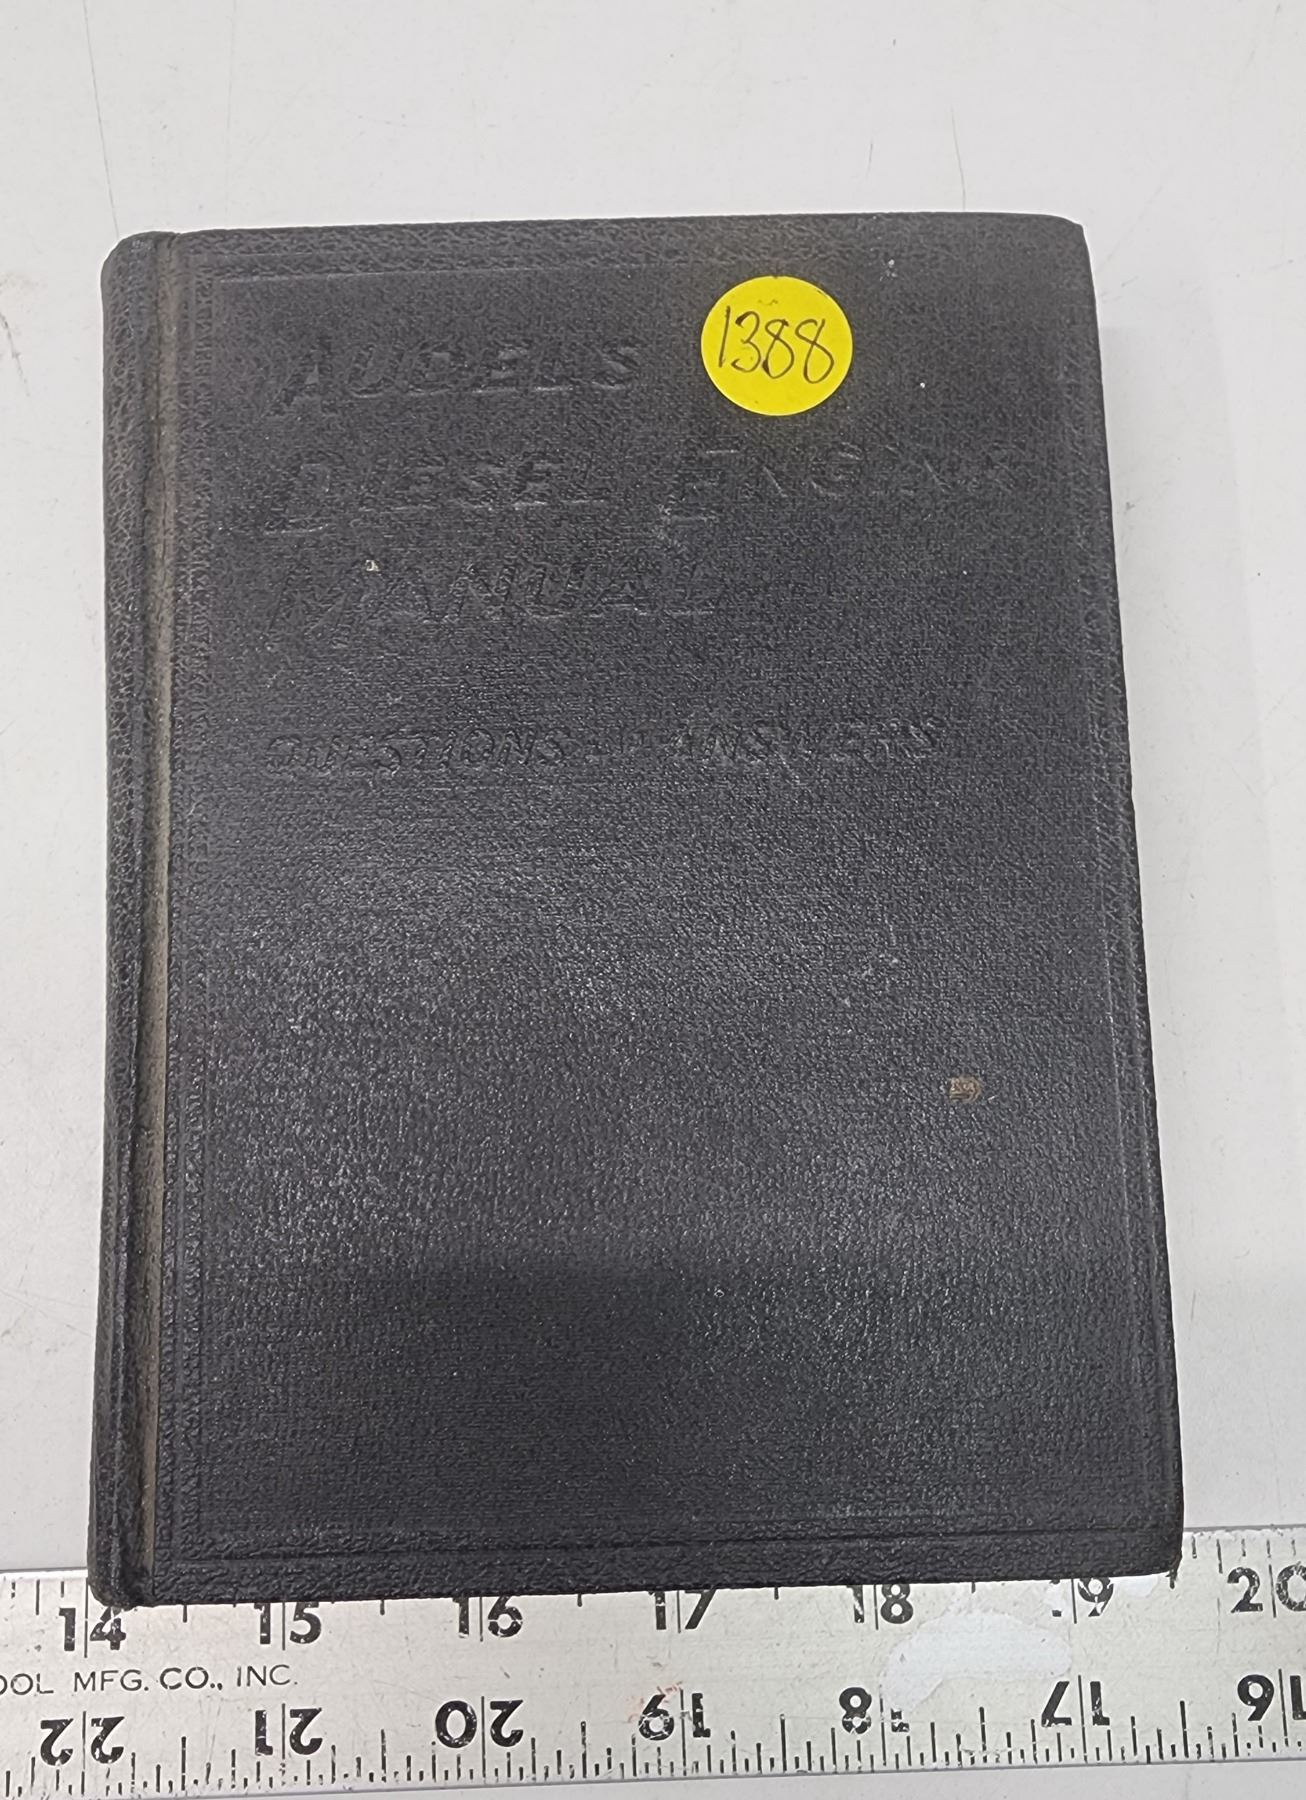 1388
AUDELS
DIESEL ENGINE
MANUAL
QUESTIONS AND ANSWERS
14 15 16 17 18 19 20
OOL MFG. CO., INC.
22 21 20 19 18 17 16